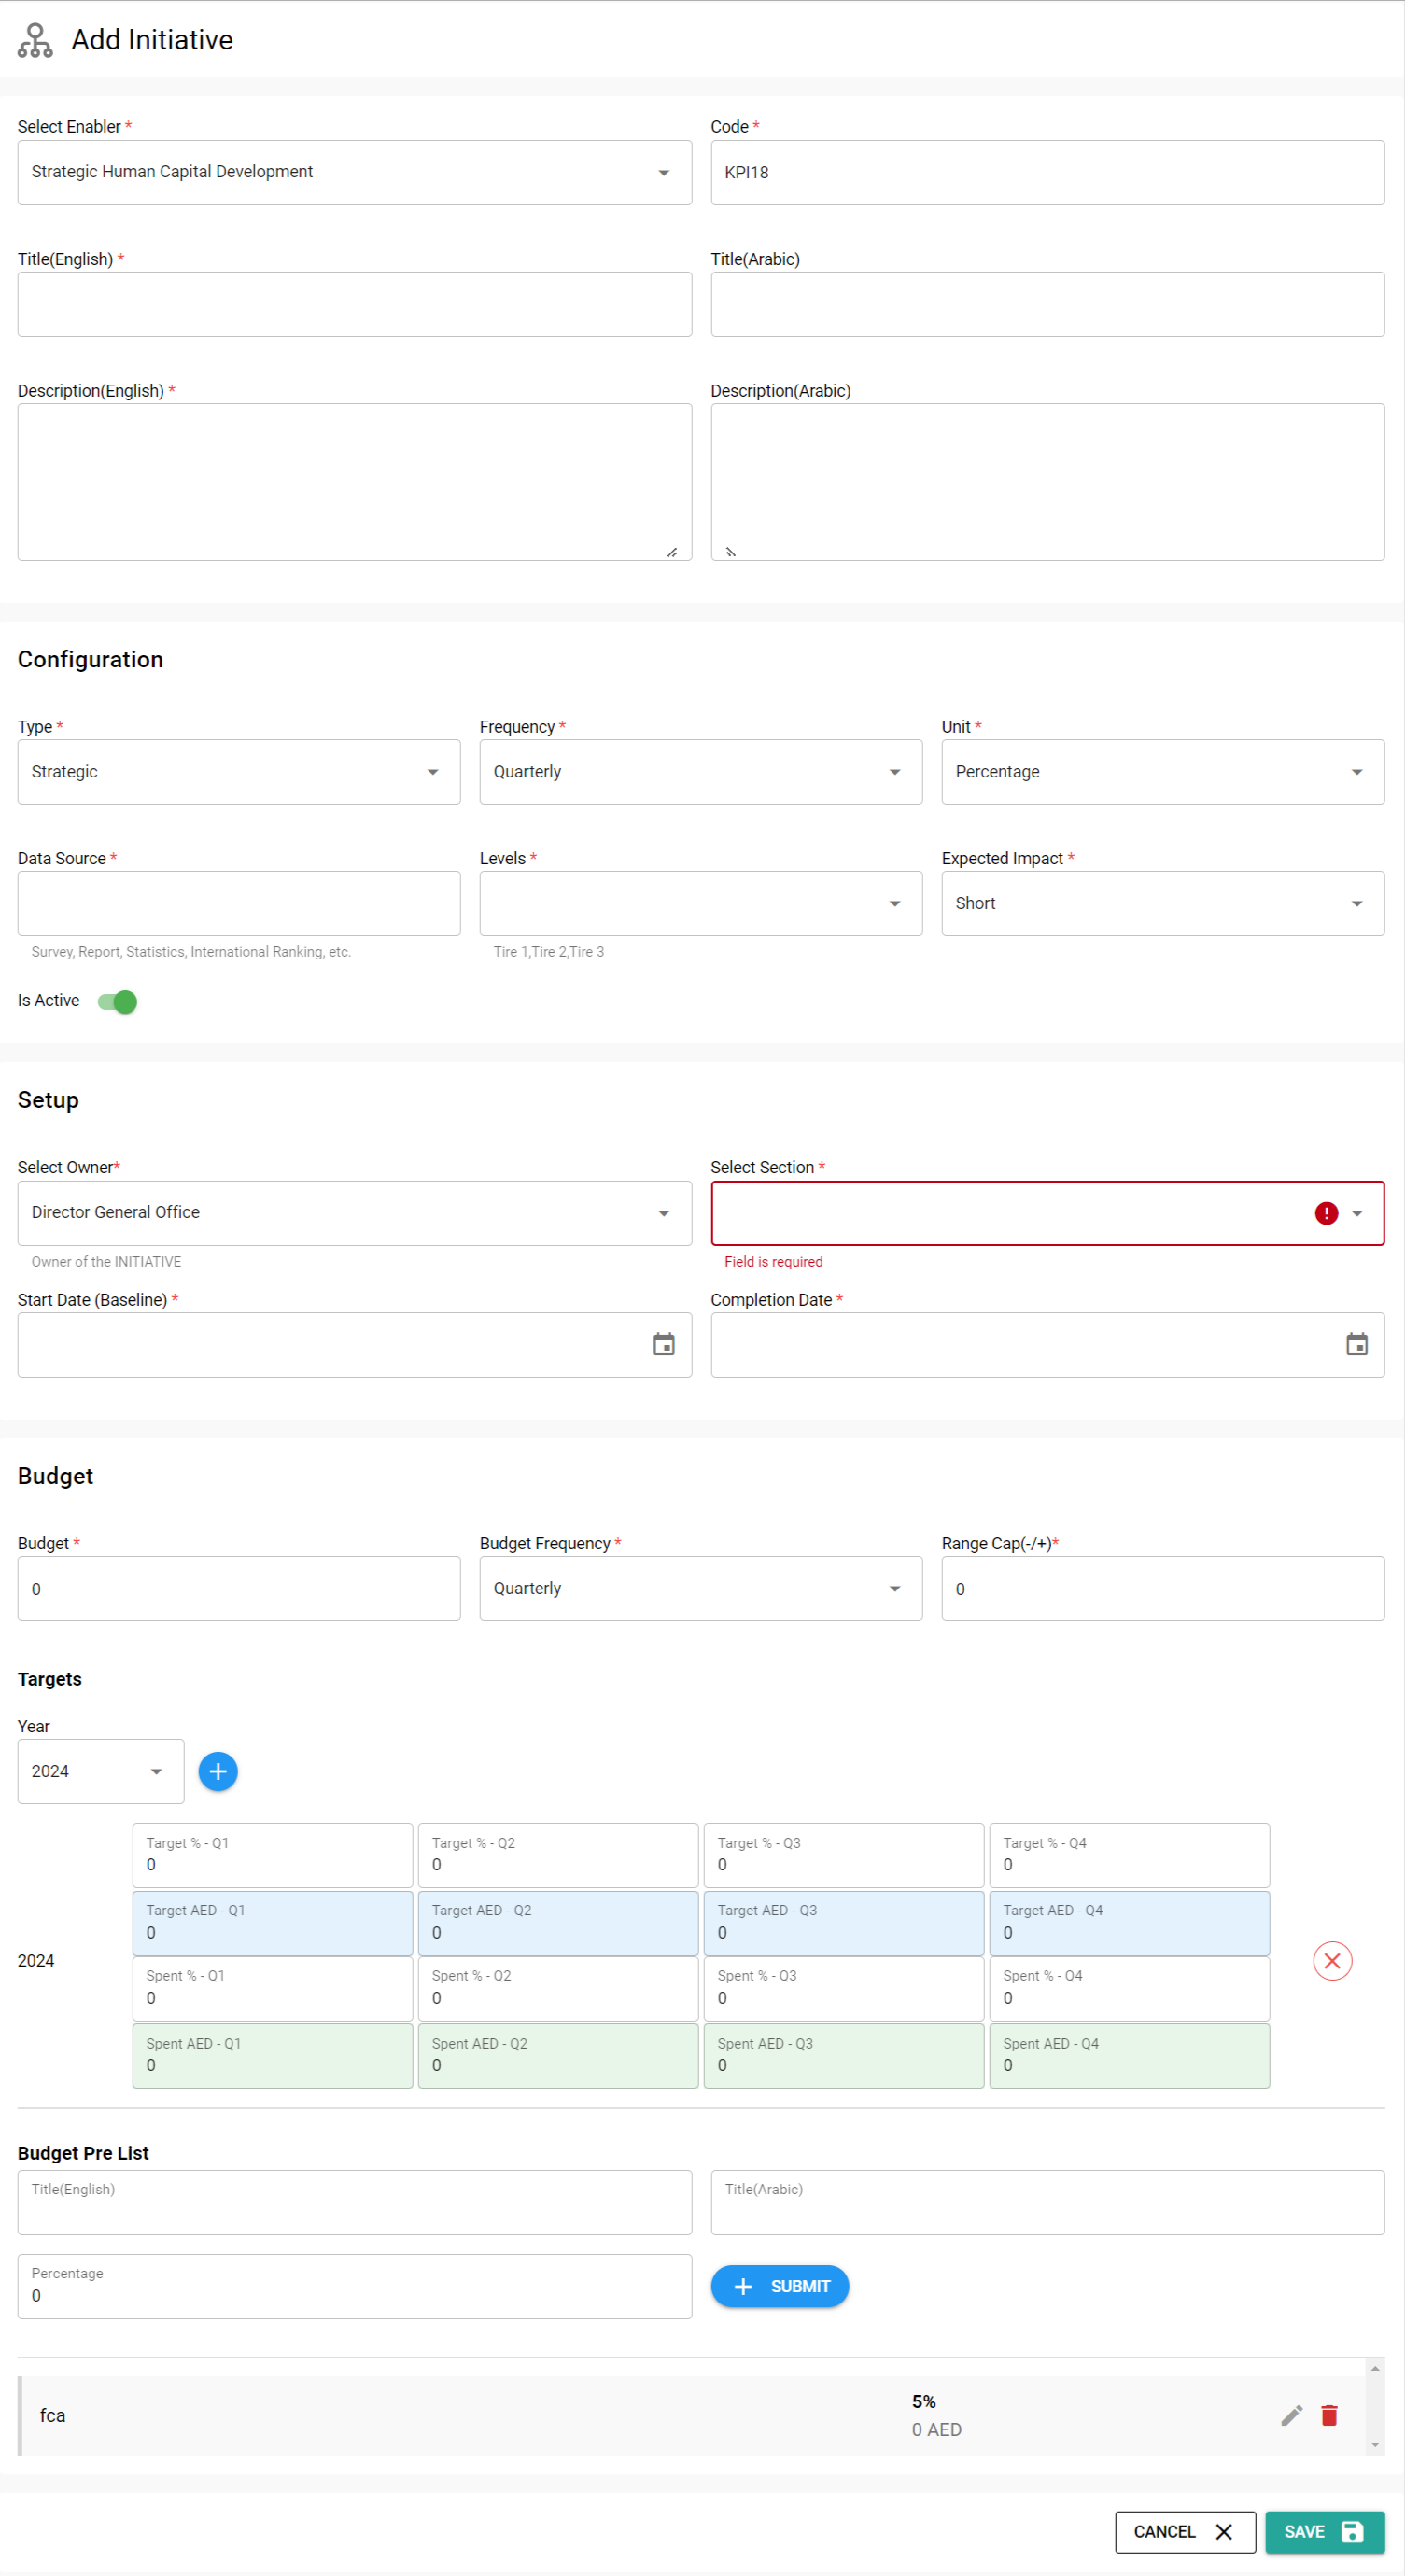 Add Initiative
Select Enabler *
Code *
Strategic Human Capital Development
KPI18
Title(English) *
Title(Arabic)
Description(English) *
Description(Arabic)
Configuration
Type *
Frequency *
Unit *
Strategic
Quarterly
Percentage
Data Source *
Levels *
Expected Impact *
Short
Survey, Report, Statistics, International Ranking, etc.
Tire 1,Tire 2,Tire 3
Is Active
Setup
Select Owner*
Select Section *
Director General Office
Owner of the INITIATIVE
Field is required
Start Date (Baseline) *
Completion Date *
Budget
Budget *
Budget Frequency *
Range Cap(-/+)*
0
Quarterly
0
Targets
Year
2024
Target % - Q1
Target % - Q2
Target % - Q3
Target % - Q4
0
0
0
0
Target AED - Q1
Target AED - Q2
Target AED - Q3
Target AED - Q4
0
0
0
0
2024
Spent % - Q1
Spent % - Q2
Spent % - Q3
Spent % - Q4
0
0
0
0
Spent AED - Q1
Spent AED - Q2
Spent AED - Q3
Spent AED - Q4
0
0
0
0
Budget Pre List
Title(English)
Title(Arabic)
Percentage
0
SUBMIT
fca
5%
0 AED
CANCEL
SAVE